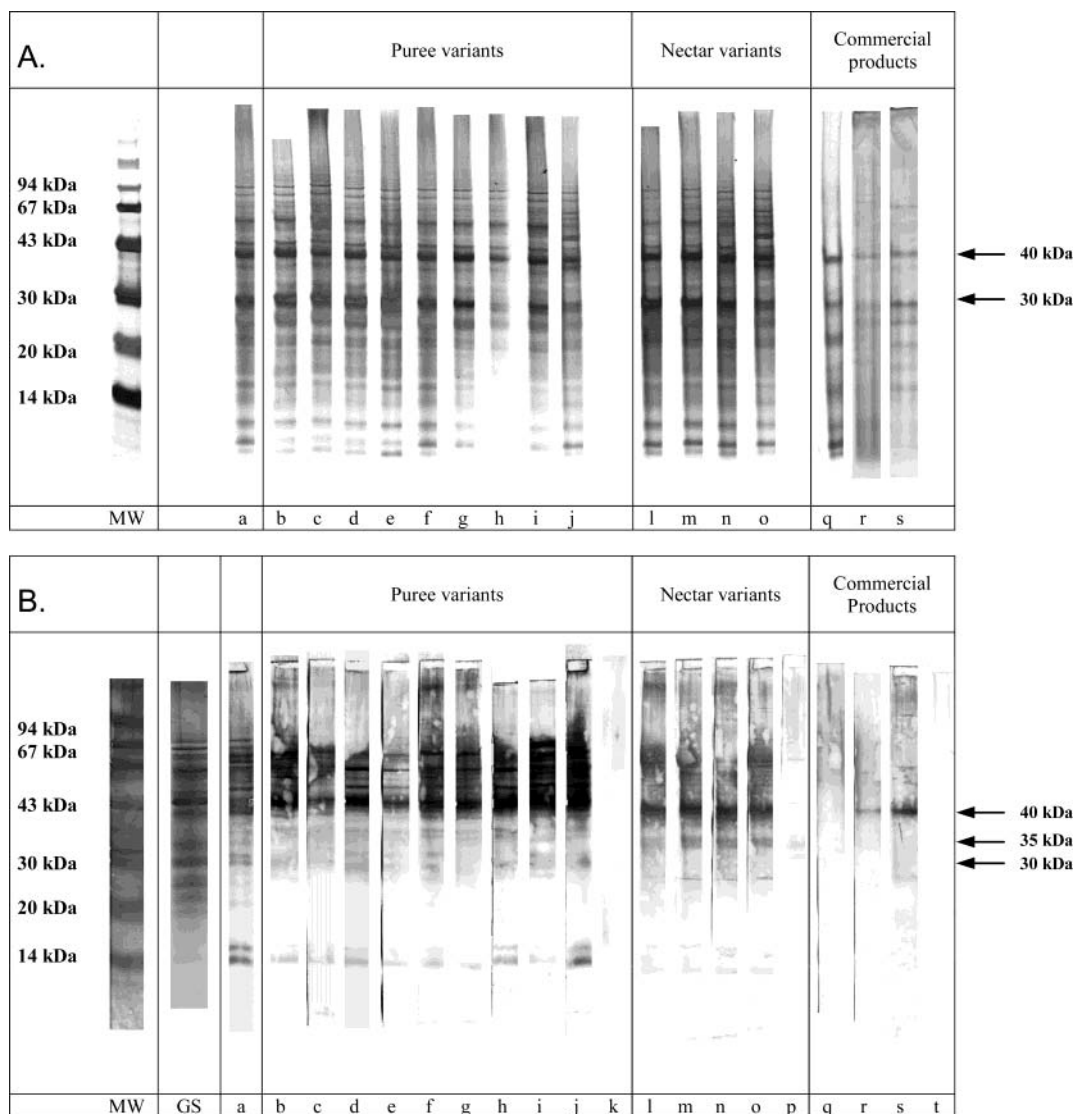 A.
Puree variants
Nectar variants
Commercial
products
94 kDa
67 kDa
43 kDa
30 kDa
20 kDa
14 kDa
40 kDa
30 kDa
MW a b c d e f g h i j l m n o q r s
B.
Puree variants
Nectar variants
Commercial
Products
94 kDa
67 kDa
43 kDa
30 kDa
20 kDa
14 kDa
40 kDa
35 kDa
30 kDa
MW GS a b c d e f g h i j k l m n o p q r s t